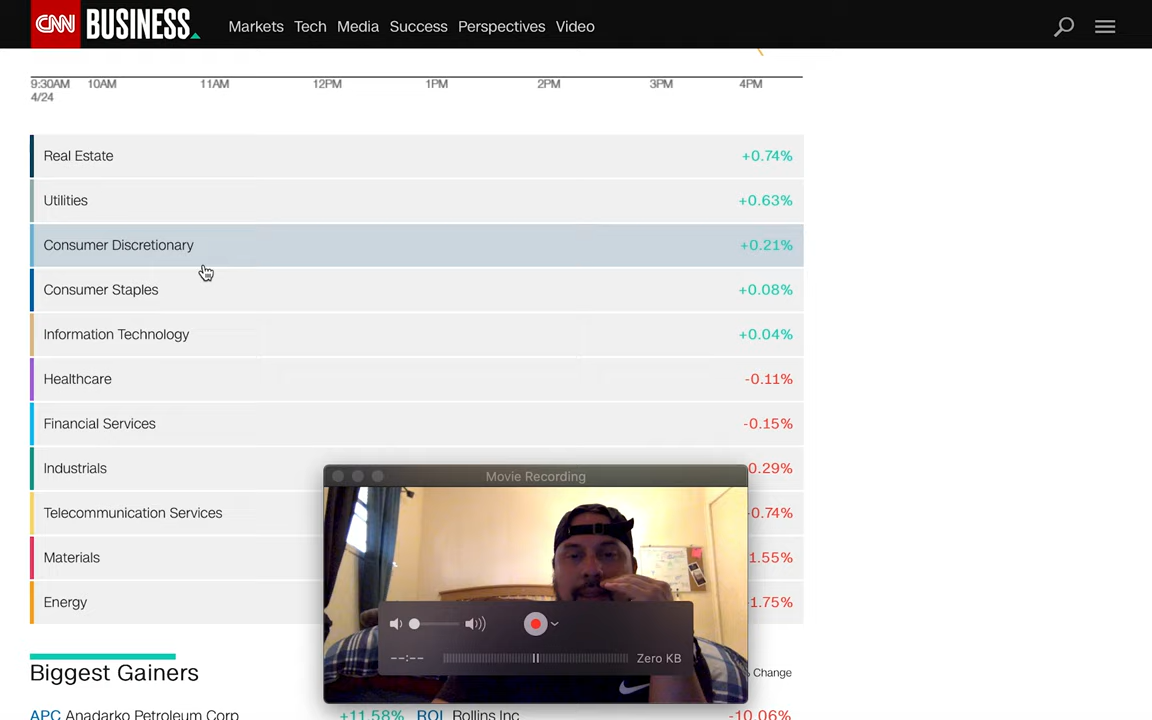 CNN BUSINESS Markets Tech Media Success Perspectives Video
9:30AM 10AM 11AM 12PM 1PM 2PM 3PM 4PM
4/24
Real Estate +0.74%
Utilities +0.63%
Consumer Discretionary +0.21%
Consumer Staples +0.08%
Information Technology +0.04%
Healthcare -0.11%
Financial Services -0.15%
Industrials 0.29%
Movie Recording
Telecommunication Services -0.74%
Materials 1.55%
Energy 1.75%
--:-- Zero KB
Biggest Gainers Change
APC Anadarko Petroleum Corp +11.58% ROL Rollins Inc -10.06%